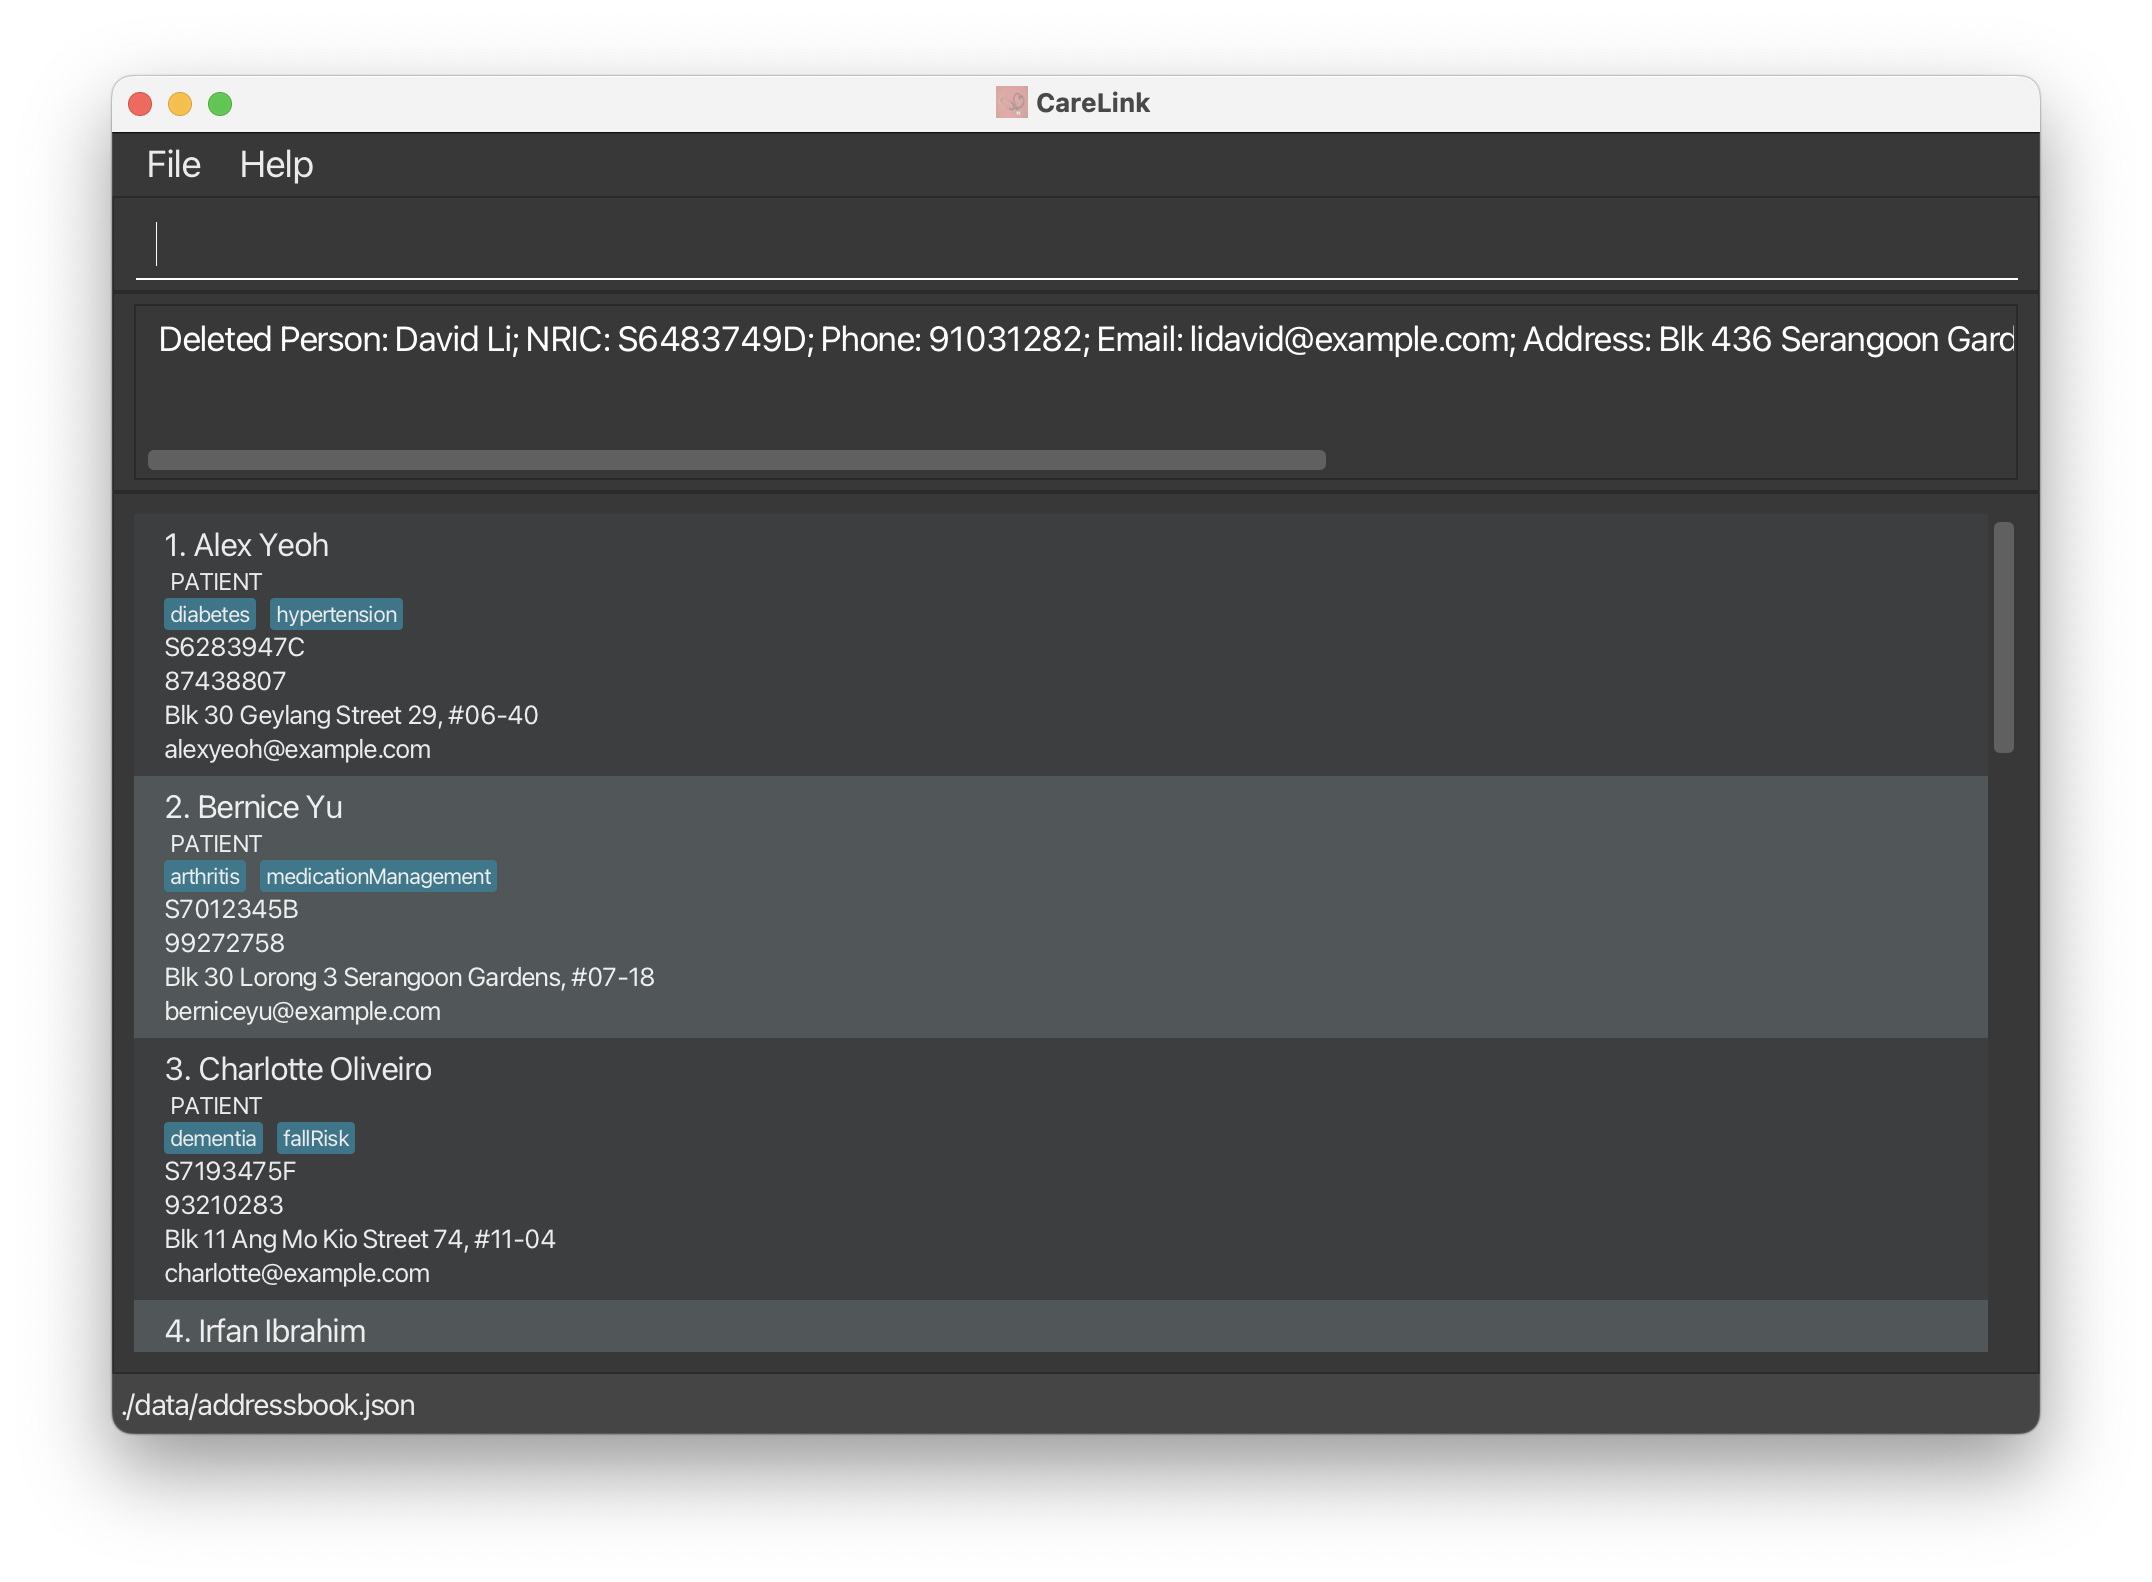 CareLink
File Help
Deleted Person: David Li; NRIC: S6483749D; Phone: 91031282; Email: lidavid@example.com; Address: Blk 436 Serangoon Gard
1. Alex Yeoh
PATIENT
diabetes hypertension
S6283947C
87438807
Blk 30 Geylang Street 29, #06-40
alexyeoh@example.com
2. Bernice Yu
PATIENT
arthritis medicationManagement
S7012345B
99272758
Blk 30 Lorong 3 Serangoon Gardens, #07-18
berniceyu@example.com
3. Charlotte Oliveiro
PATIENT
dementia fallRisk
S7193475F
93210283
Blk 11 Ang Mo Kio Street 74, #11-04
charlotte@example.com
4. Irfan Ibrahim
./data/addressbook.json